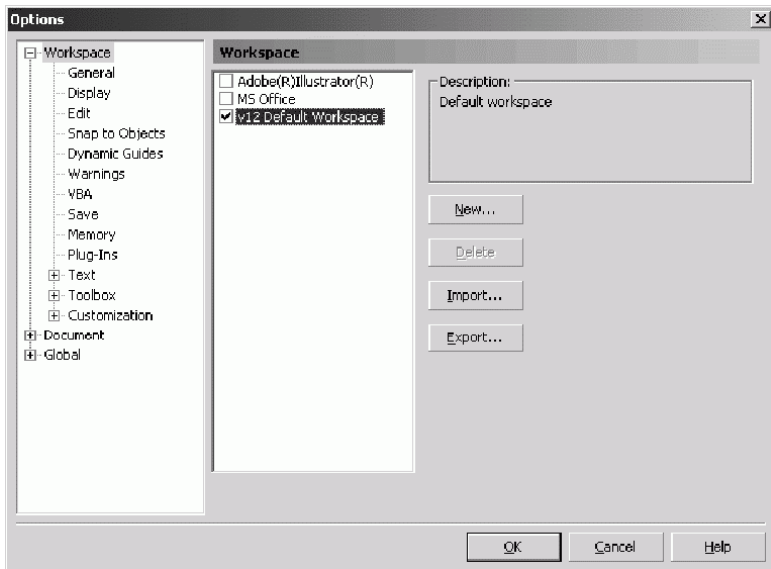 Options
Workspace
General
Display
Edit
Snap to Objects
Dynamic Guides
Warnings
VBA
Save
Memory
Plug-Ins
Text
Toolbox
Customization
Document
Global
Workspace
Adobe(R)Illustrator(R)
MS Office
v12 Default Workspace
Description:
Default workspace
New...
Delete
Import...
Export...
OK
Cancel
Help